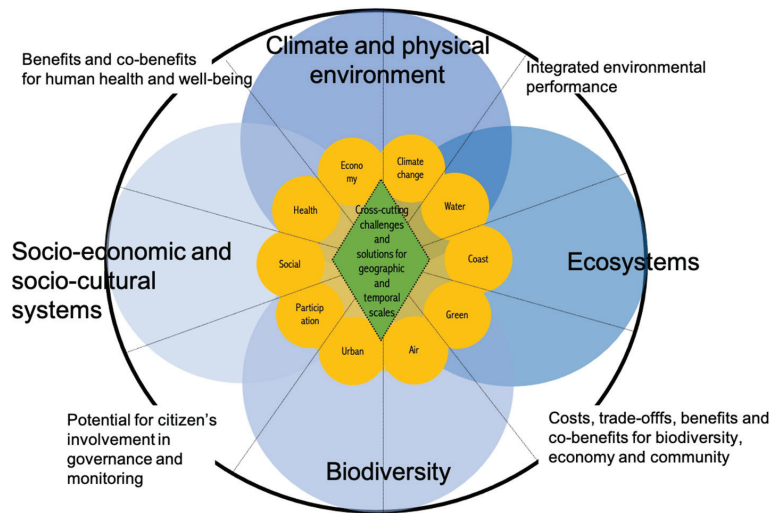 Climate and physical
environment
Benefits and co-benefits
for human health and well-being
Integrated environmental
performance
Econo
my
Climate
change
Health
Water
Cross-cutting
challenges
and
solutions for
geographic
and
temporal
scales
Socio-economic and
socio-cultural
systems
Social
Coast
Ecosystems
Particip
ation
Green
Urban
Air
Potential for citizen's
involvement in
governance and
monitoring
Costs, trade-offfs, benefits and
co-benefits for biodiversity,
economy and community
Biodiversity